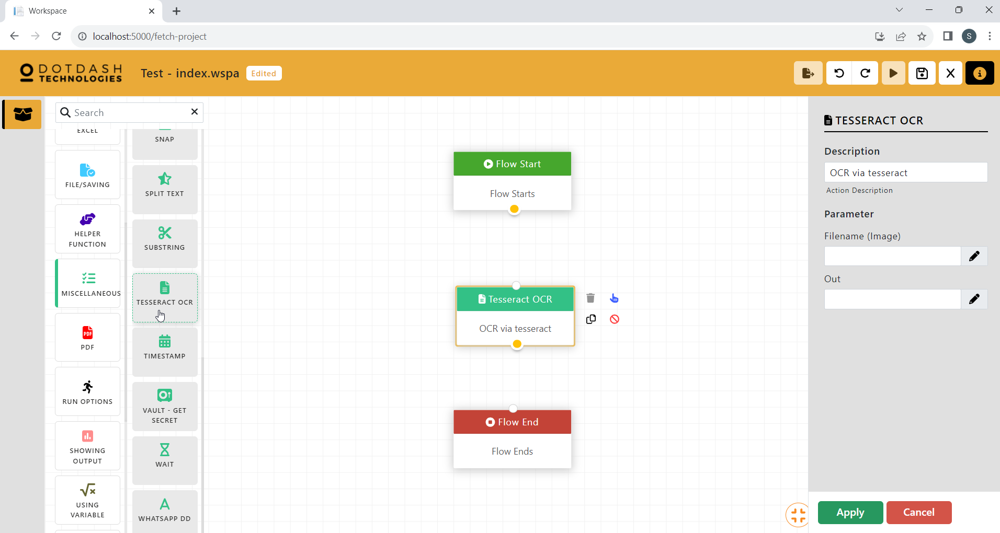 Workspace
localhost:5000/fetch-project
S
DOTDASH
TECHNOLOGIES
Test - index.wspa
Edited
Search
EXCEL
FILE/SAVING
HELPER
FUNCTION
MISCELLANEOUS
PDF
PDF
RUN OPTIONS
SHOWING
OUTPUT
USING
VARIABLE
SNAP
SPLIT TEXT
SUBSTRING
TESSERACT OCR
TIMESTAMP
VAULT - GET
SECRET
WAIT
WHATSAPP DD
Flow Start
Flow Starts
Tesseract OCR
OCR via tesseract
Flow End
Flow Ends
TESSERACT OCR
Description
OCR via tesseract
Action Description
Parameter
Filename (Image)
Out
Apply
Cancel